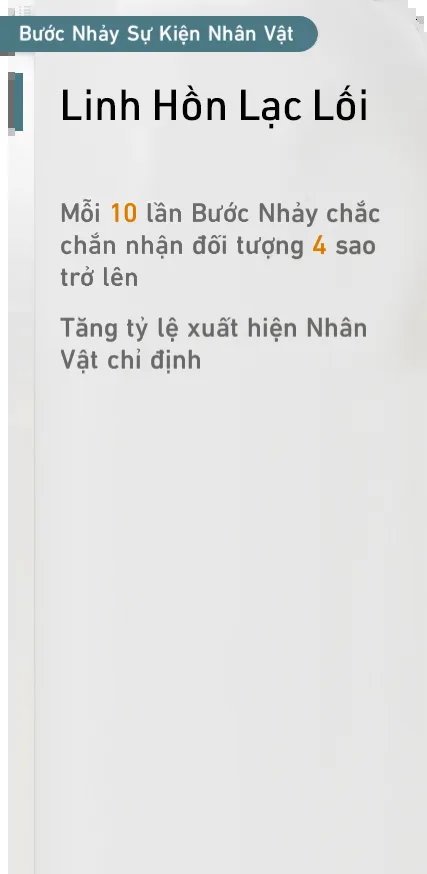 Bước Nhảy Sự Kiện Nhân Vật
Linh Hồn Lạc Lối
Mỗi 10 lần Bước Nhảy chắc
chắn nhận đối tượng 4 sao
trở lên
Tăng tỷ lệ xuất hiện Nhân
Vật chỉ định